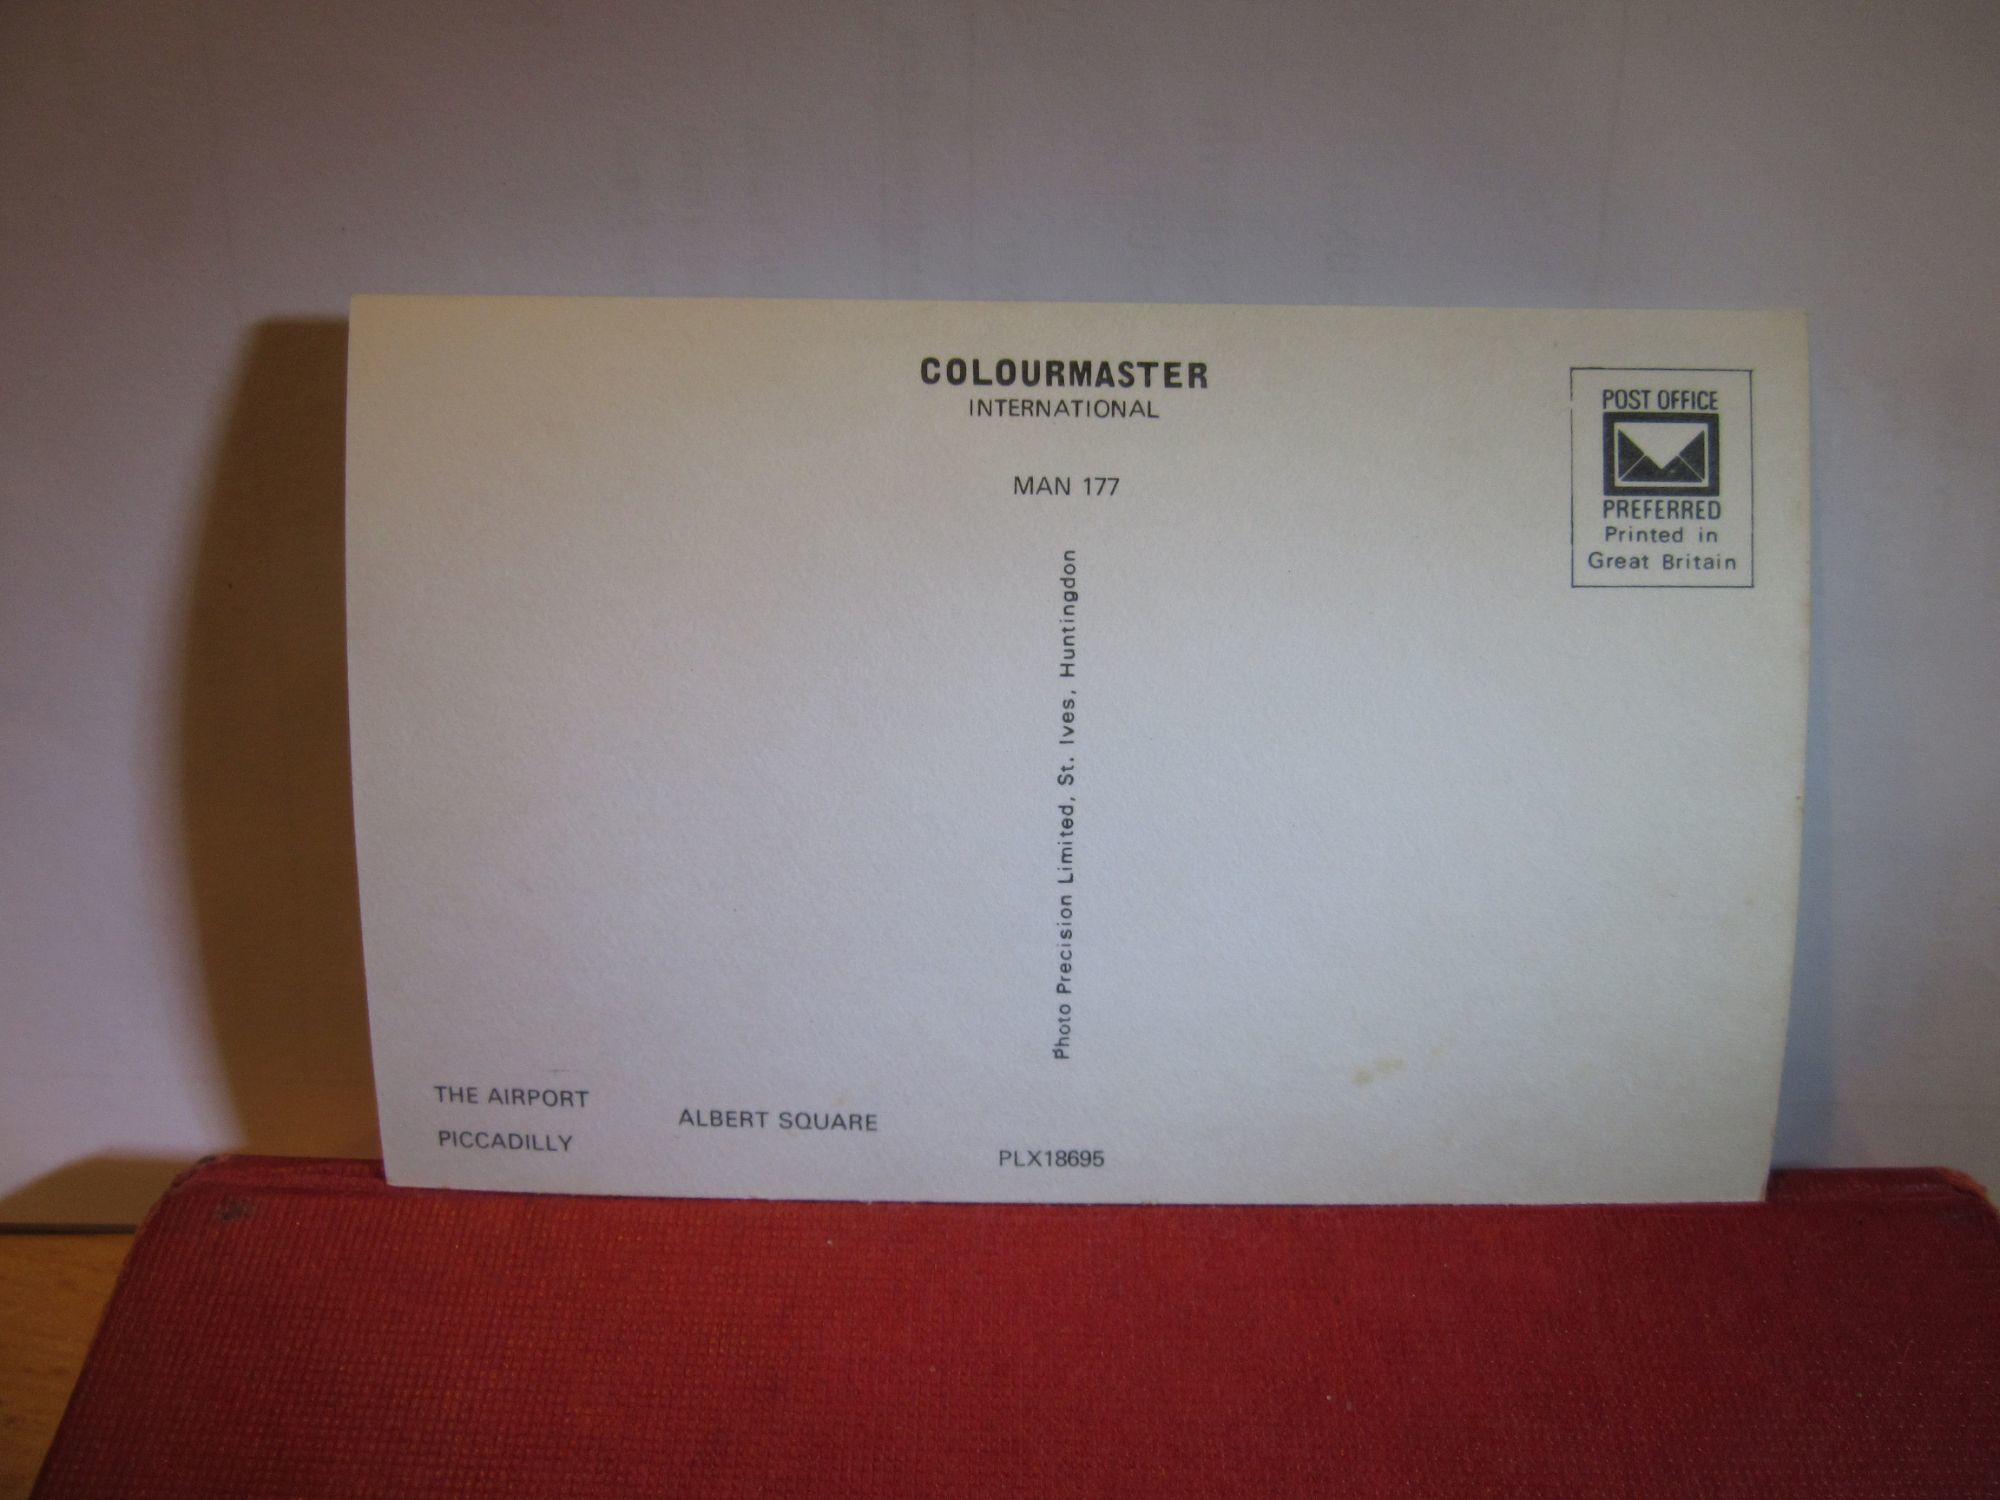 COLOURMASTER
INTERNATIONAL
MAN 177
POST OFFICE
PREFERRED
Printed in
Great Britain
Photo Precision Limited, St. Ives, Huntingdon
THE AIRPORT
PICCADILLY
ALBERT SQUARE
PLX18695